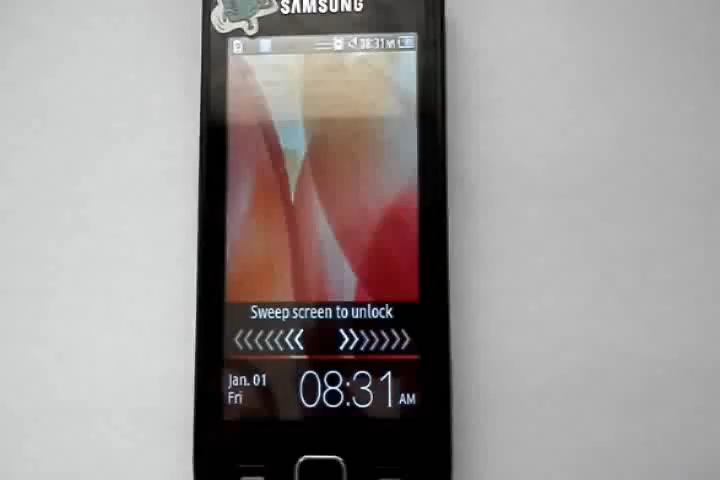 SAMSUNG
08:31
Sweep screen to unlock
Jan. 01
Fri
08:31 AM